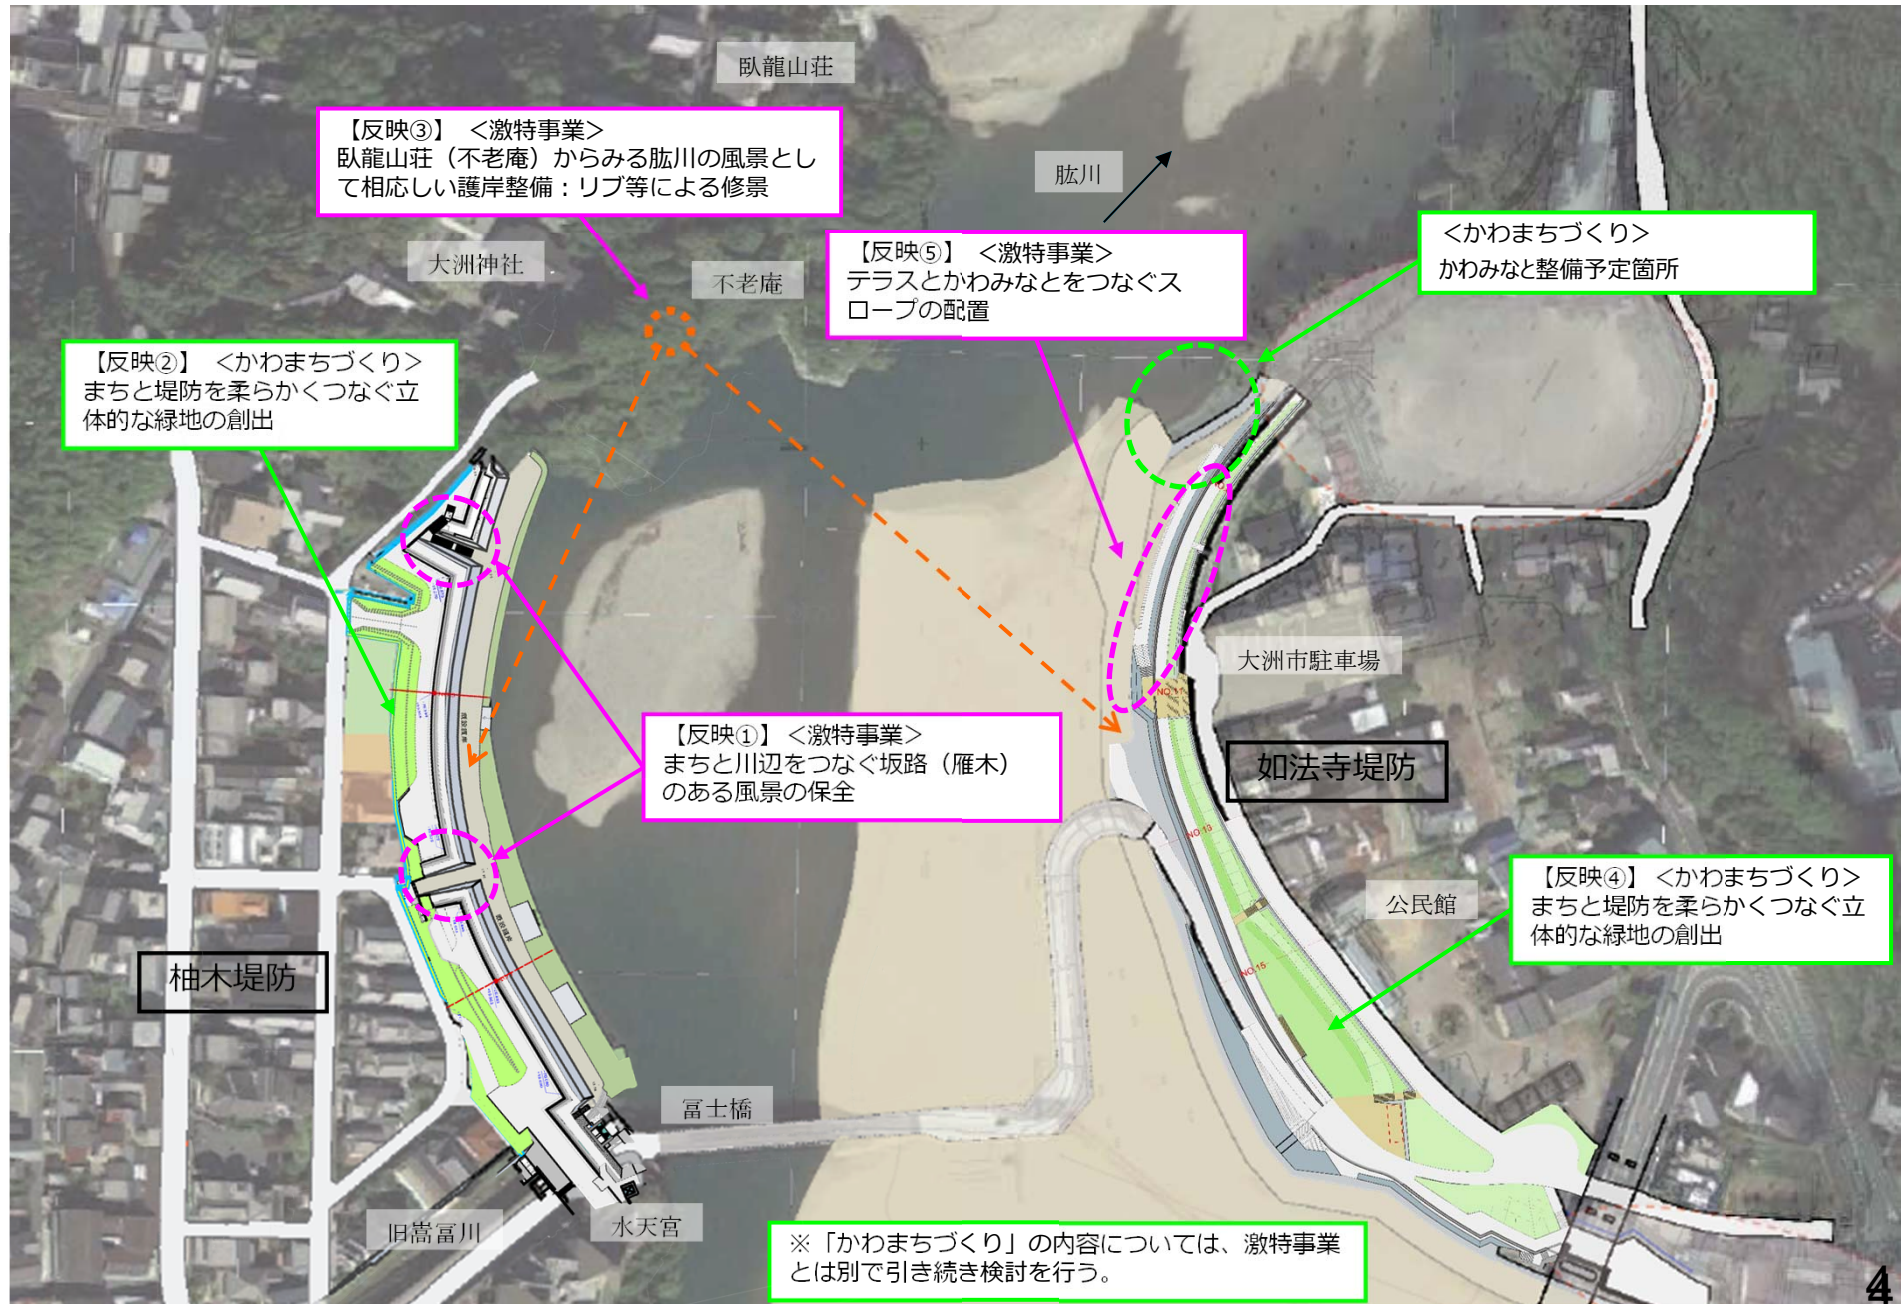 臥龍山荘
【反映③】 <激特事業>
臥龍山荘（不老庵）からみる肱川の風景とし
て相応しい護岸整備：リブ等による修景
肱川
<かわまちづくり>
かわみなと整備予定箇所
【反映⑤】 <激特事業>
テラスとかわみなとをつなぐス
ロープの配置
大洲神社
不老庵
【反映②】 <かわまちづくり>
まちと堤防を柔らかくつなぐ立
体的な緑地の創出
大洲市駐車場
NO.11
【反映①】 <激特事業>
まちと川辺をつなぐ坂路（雁木）
のある風景の保全
如法寺堤防
NO.13
【反映④】 <かわまちづくり>
まちと堤防を柔らかくつなぐ立
体的な緑地の創出
公民館
NO.15
柚木堤防
冨士橋
旧嵩冨川
水天宮
※「かわまちづくり」の内容については、激特事業
とは別で引き続き検討を行う。
4